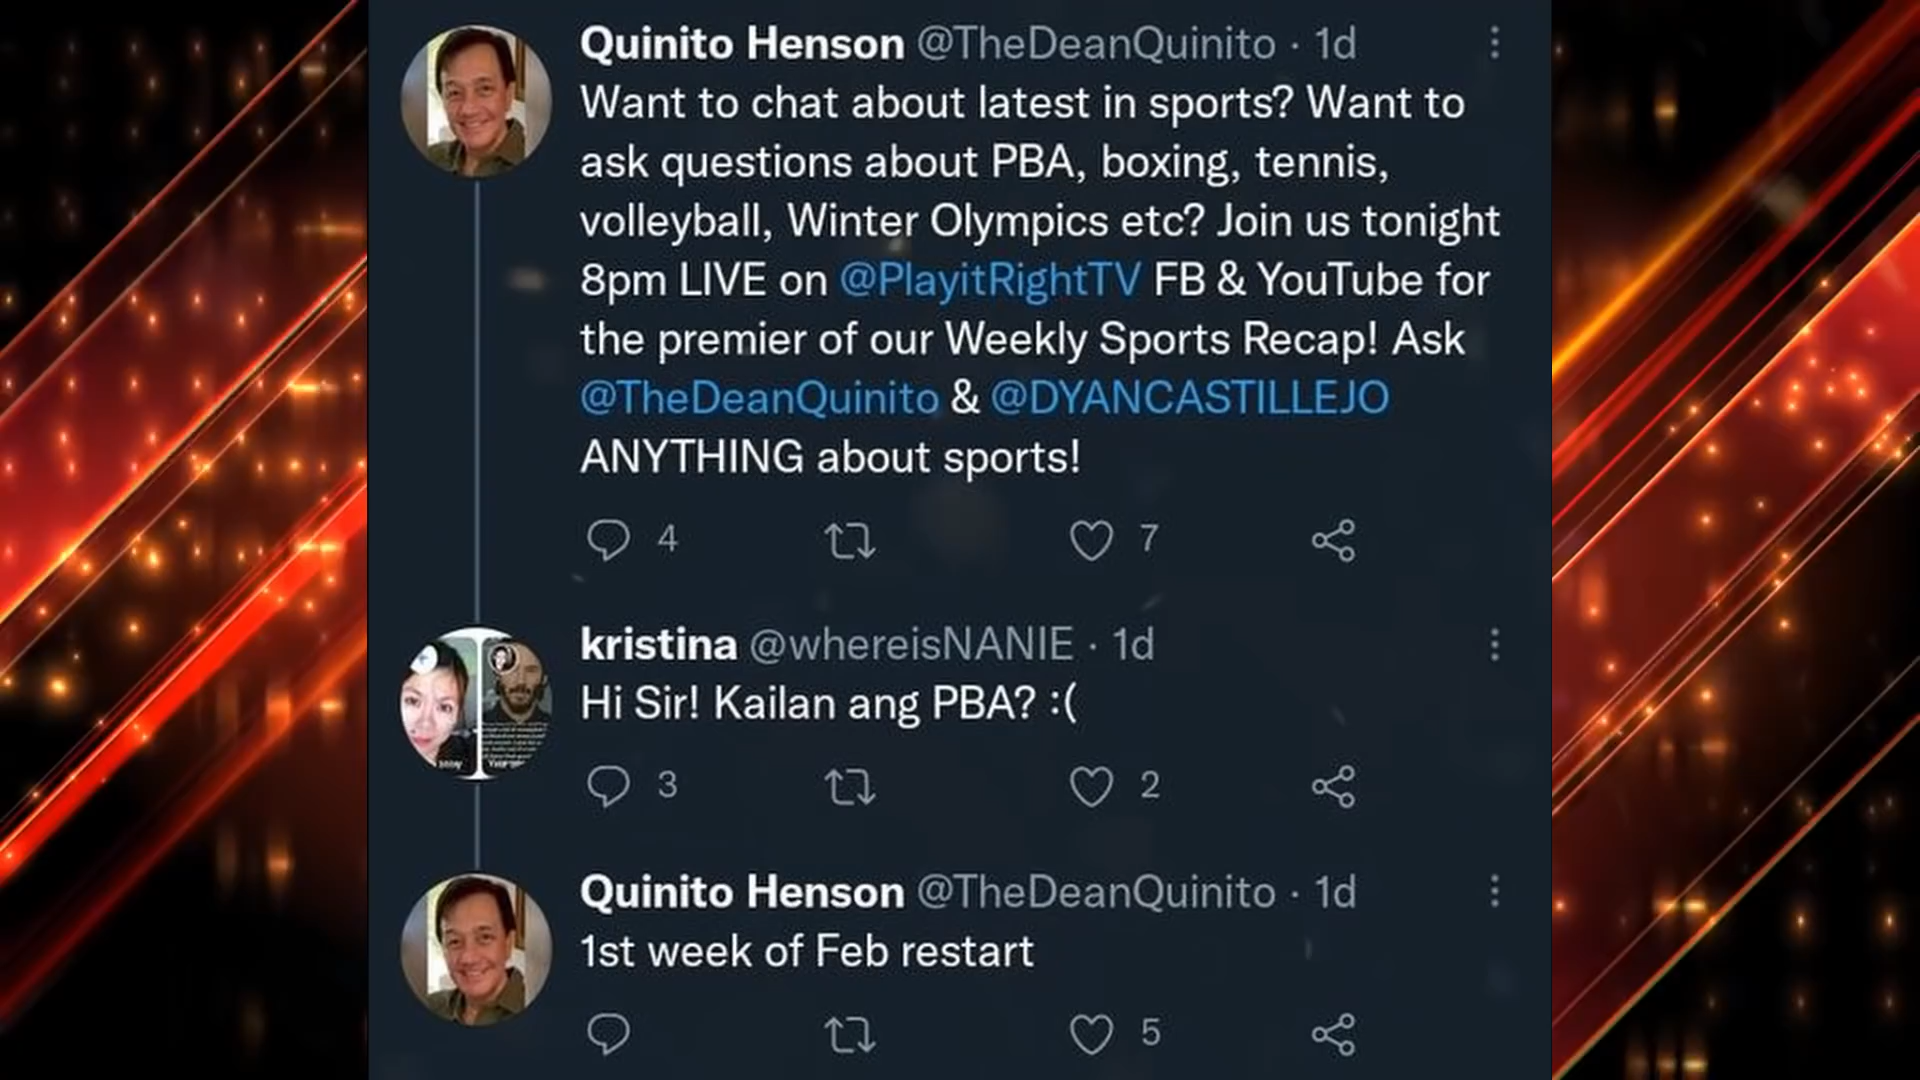 Quinito Henson @TheDeanQuinito · 1d
Want to chat about latest in sports? Want to
ask questions about PBA, boxing, tennis,
volleyball, Winter Olympics etc? Join us tonight
8pm LIVE on @PlayitRightTV FB & YouTube for
the premier of our Weekly Sports Recap! Ask
@TheDeanQuinito & @DYANCASTILLEJO
ANYTHING about sports!
4 7
kristina @whereisNANIE · 1d
Hi Sir! Kailan ang PBA? :(
3 2
Quinito Henson @TheDeanQuinito · 1d
1st week of Feb restart
5